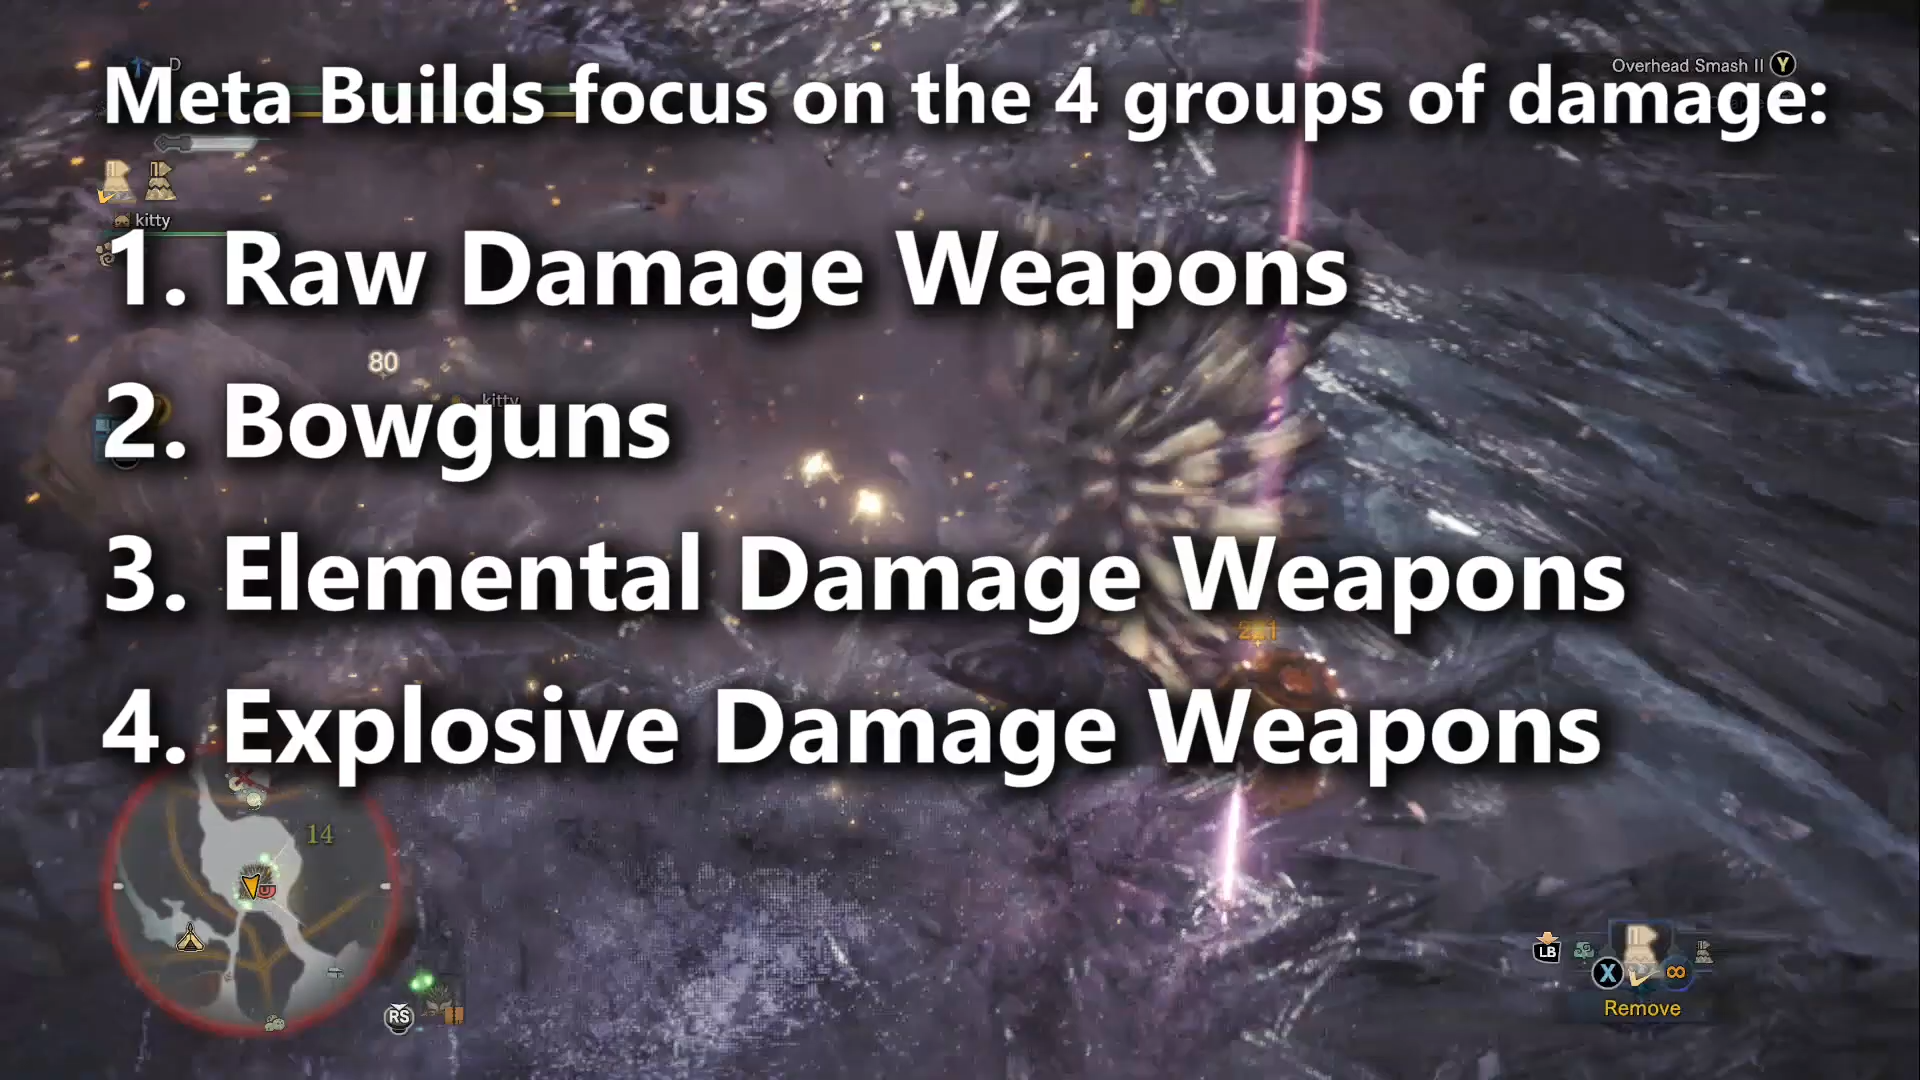 Overhead Smash II Y
Meta Builds focus on the 4 groups of damage:
kitty
1. Raw Damage Weapons
80
kitty
2. Bowguns
3. Elemental Damage Weapons
4. Explosive Damage Weapons
14
LB
X
RS
Remove